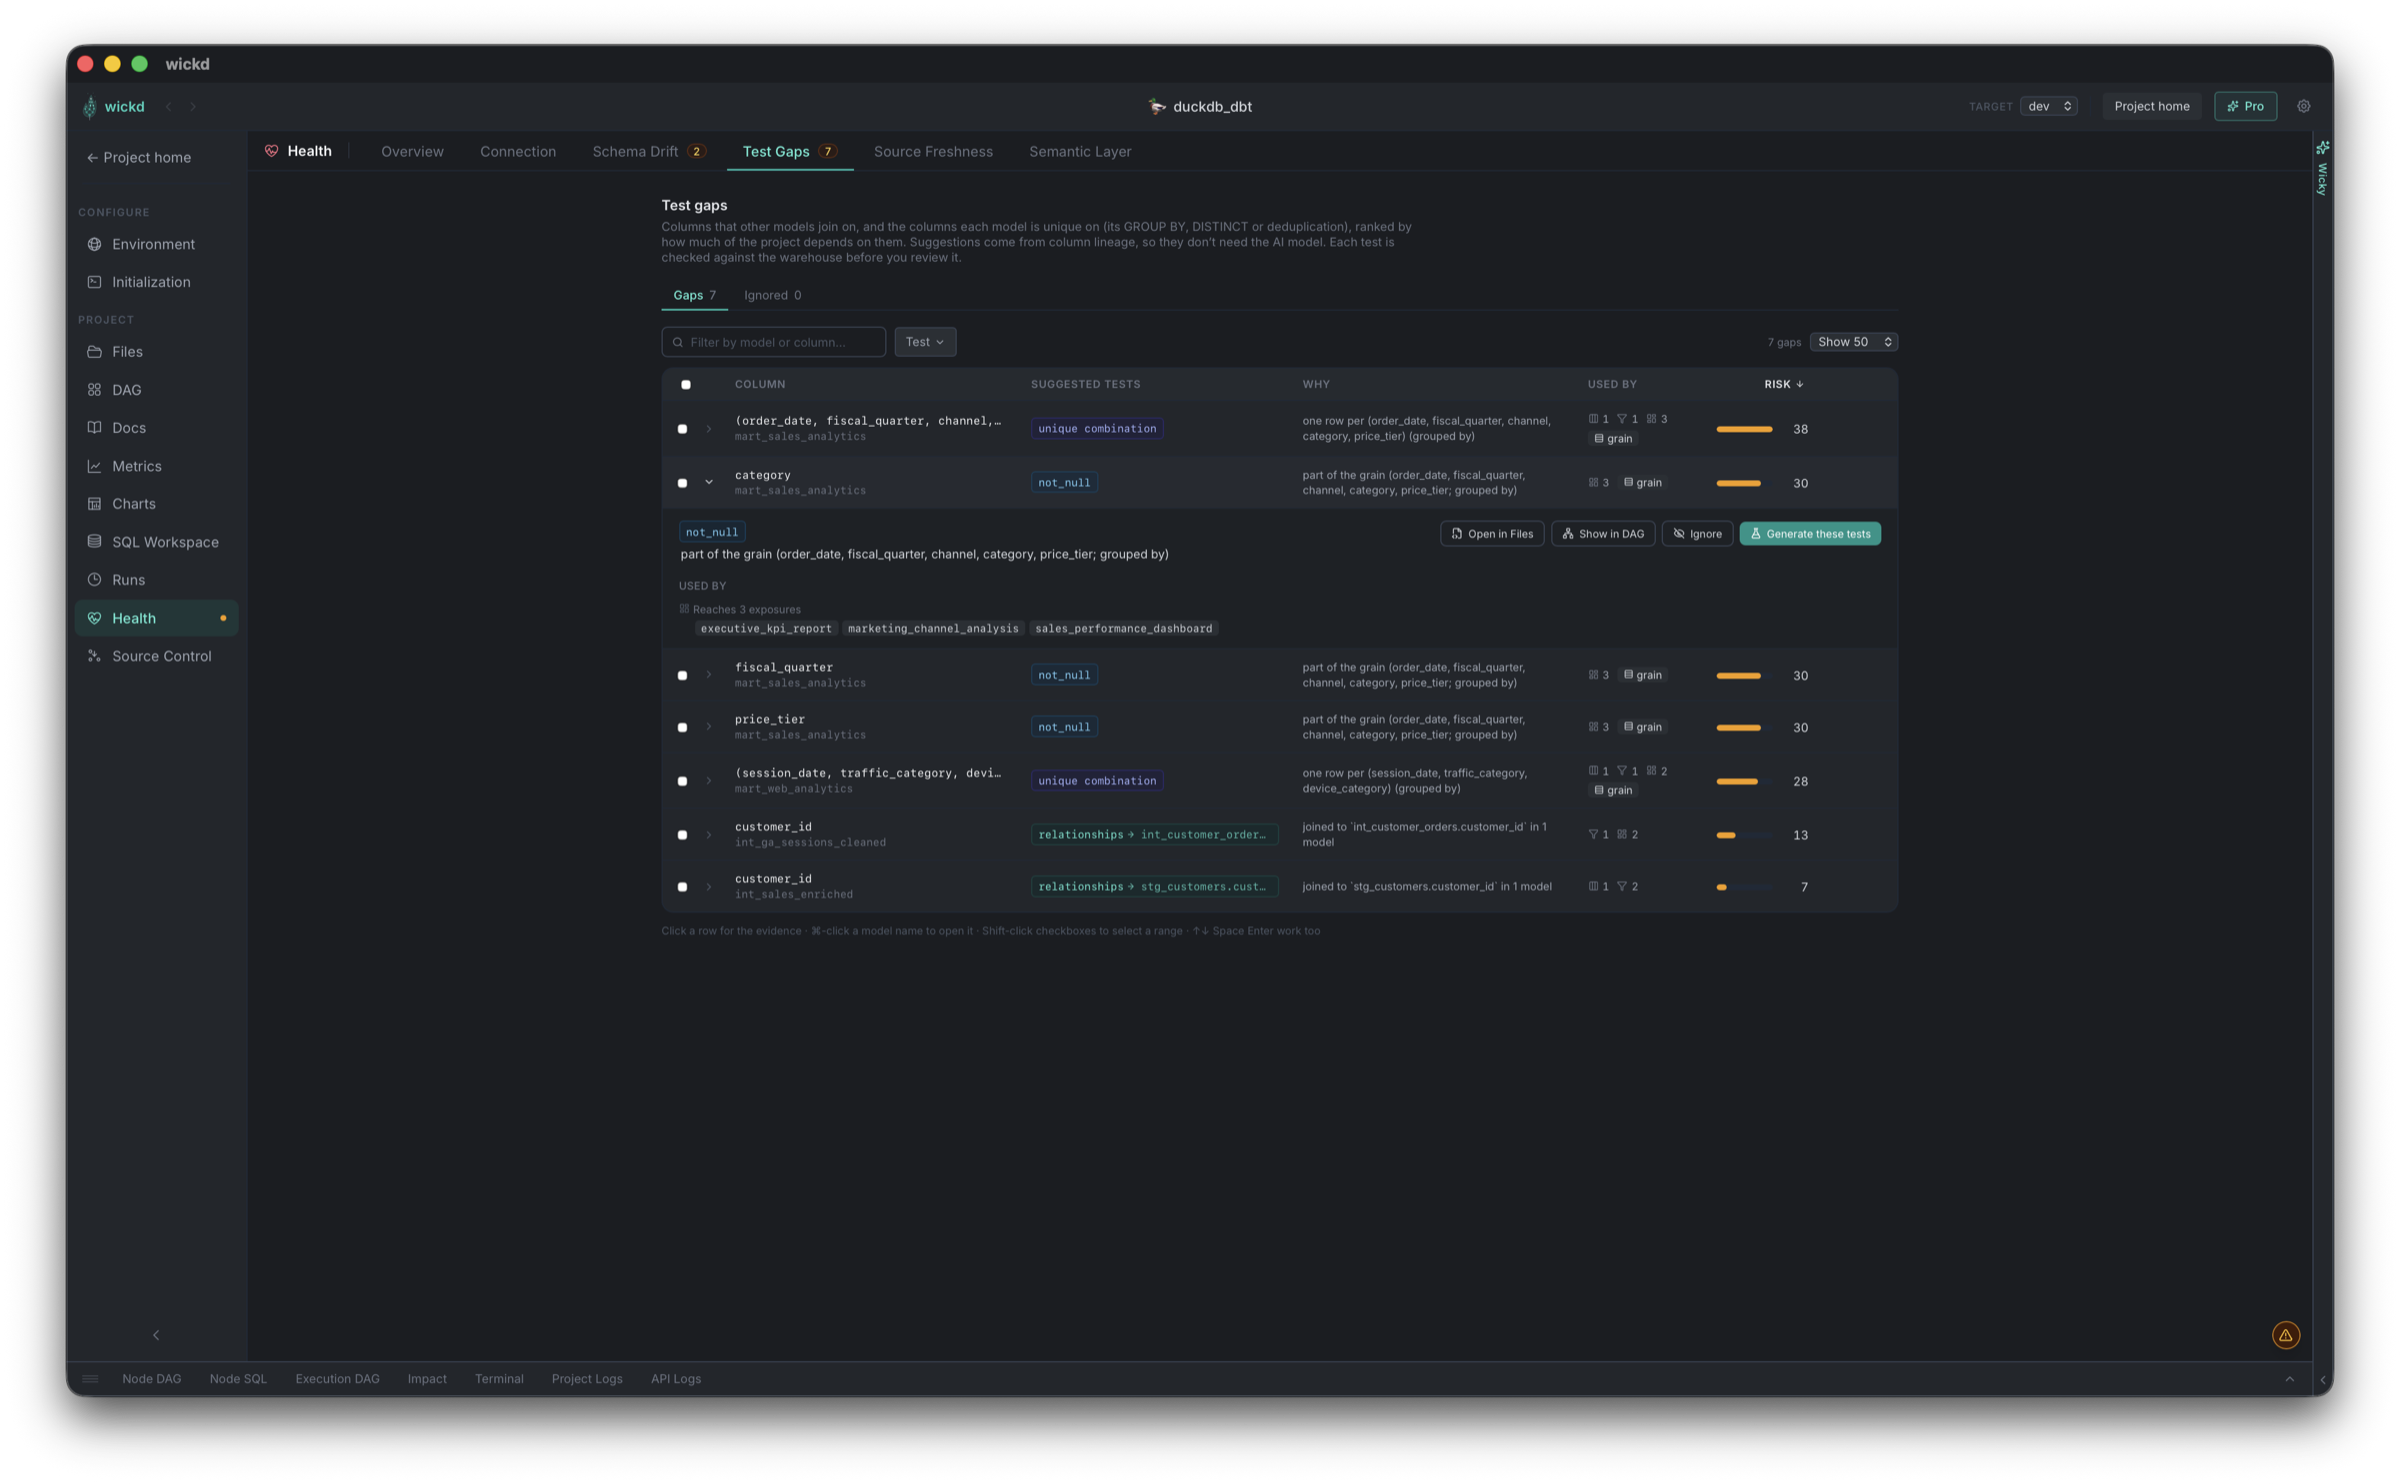 wickd
wickd
duckdb_dbt
TARGET dev
Project home
Pro
Project home
Health
Overview
Connection
Schema Drift 2
Test Gaps 7
Source Freshness
Semantic Layer
Wicky
CONFIGURE
Environment
Initialization
PROJECT
Files
DAG
Docs
Metrics
Charts
SQL Workspace
Runs
Health
Source Control
Test gaps
Columns that other models join on, and the columns each model is unique on (its GROUP BY, DISTINCT or deduplication), ranked by
how much of the project depends on them. Suggestions come from column lineage, so they don't need the AI model. Each test is
checked against the warehouse before you review it.
Gaps 7
Ignored 0
Filter by model or column...
Test
7 gaps
Show 50
COLUMN SUGGESTED TESTS WHY USED BY RISK ↓
(order_date, fiscal_quarter, channel,…
mart_sales_analytics
unique combination
one row per (order_date, fiscal_quarter, channel,
category, price_tier) (grouped by)
1 1 3
grain
38
category
mart_sales_analytics
not_null
part of the grain (order_date, fiscal_quarter,
channel, category, price_tier; grouped by)
3 grain
30
not_null
part of the grain (order_date, fiscal_quarter, channel, category, price_tier; grouped by)
Open in Files
Show in DAG
Ignore
Generate these tests
USED BY
Reaches 3 exposures
executive_kpi_report marketing_channel_analysis sales_performance_dashboard
fiscal_quarter
mart_sales_analytics
not_null
part of the grain (order_date, fiscal_quarter,
channel, category, price_tier; grouped by)
3 grain
30
price_tier
mart_sales_analytics
not_null
part of the grain (order_date, fiscal_quarter,
channel, category, price_tier; grouped by)
3 grain
30
(session_date, traffic_category, devi…
mart_web_analytics
unique combination
one row per (session_date, traffic_category,
device_category) (grouped by)
1 1 2
grain
28
customer_id
int_ga_sessions_cleaned
relationships → int_customer_order…
joined to `int_customer_orders.customer_id` in 1
model
1 2
13
customer_id
int_sales_enriched
relationships → stg_customers.cust…
joined to `stg_customers.customer_id` in 1 model
1 2
7
Click a row for the evidence · ⌘-click a model name to open it · Shift-click checkboxes to select a range · ↑↓ Space Enter work too
Node DAG
Node SQL
Execution DAG
Impact
Terminal
Project Logs
API Logs